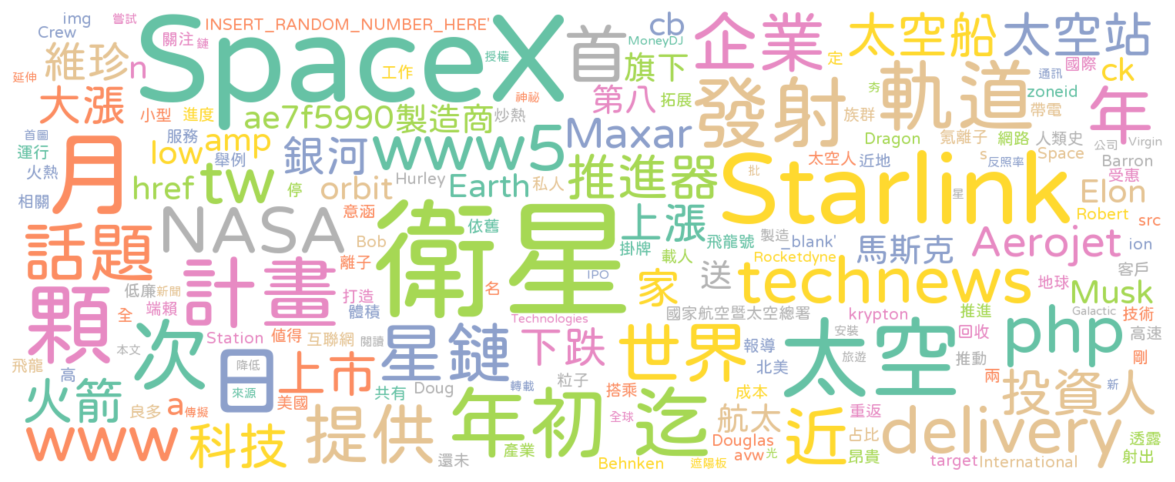 img
嘗試
INSERT_RANDOM_NUMBER_HERE'
cb
企業
太空船
太空站
Crew
關注
鏈
SpaceX
授權
首
MoneyDJ
定
通訊
國際
延伸
維珍
n
工作
神祕
旗下
發射
軌道
夯
ck
年
大漲
小型
進度
ae7f5990製造商
炒熱
第八
拓展
族群
zoneid
帶電
首圖
運行
月
服務
low
amp
銀河
www
5
Maxar
Dragon
氪離子
網路
人類史
公司
Virgin
火熱
舉例
太空人
近地
s
反照率
Space
Barron
受惠
相關
href
tw
停
orbit
Hurley
Earth
私人
推進器
批
Starlink
星
Elon
Robert
src
話題
NASA
意涵
Bob
依舊
衛星
上漲
掛牌
飛龍號
製造
載人
blank'
Rocketdyne
馬斯克
Aerojet
ion
離子
IPO
家
送
technews
客戶
地球
顆
低廉
新聞
計畫
打造
端賴
體積
名
Technologies
國家航空暨太空總署
krypton
推進
Musk
技術
Galactic
全
次
Station
值得
互聯網
閱讀
下跌
世界
報導
安裝
回收
php
高速
飛龍
高
本文
日
降低
來源
上市
星鏈
Doug
粒子
北美
太空
旅遊
推動
剛
火箭
良多
a
傳擬
美國
共有
轉載
搭乘
成本
兩
投資人
新
www
科技
提供
年初
迄
全球
航太
近
重返
占比
delivery
透露
還未
產業
光
Douglas
avw
昂貴
target
International
射出
Behnken
遮陽板